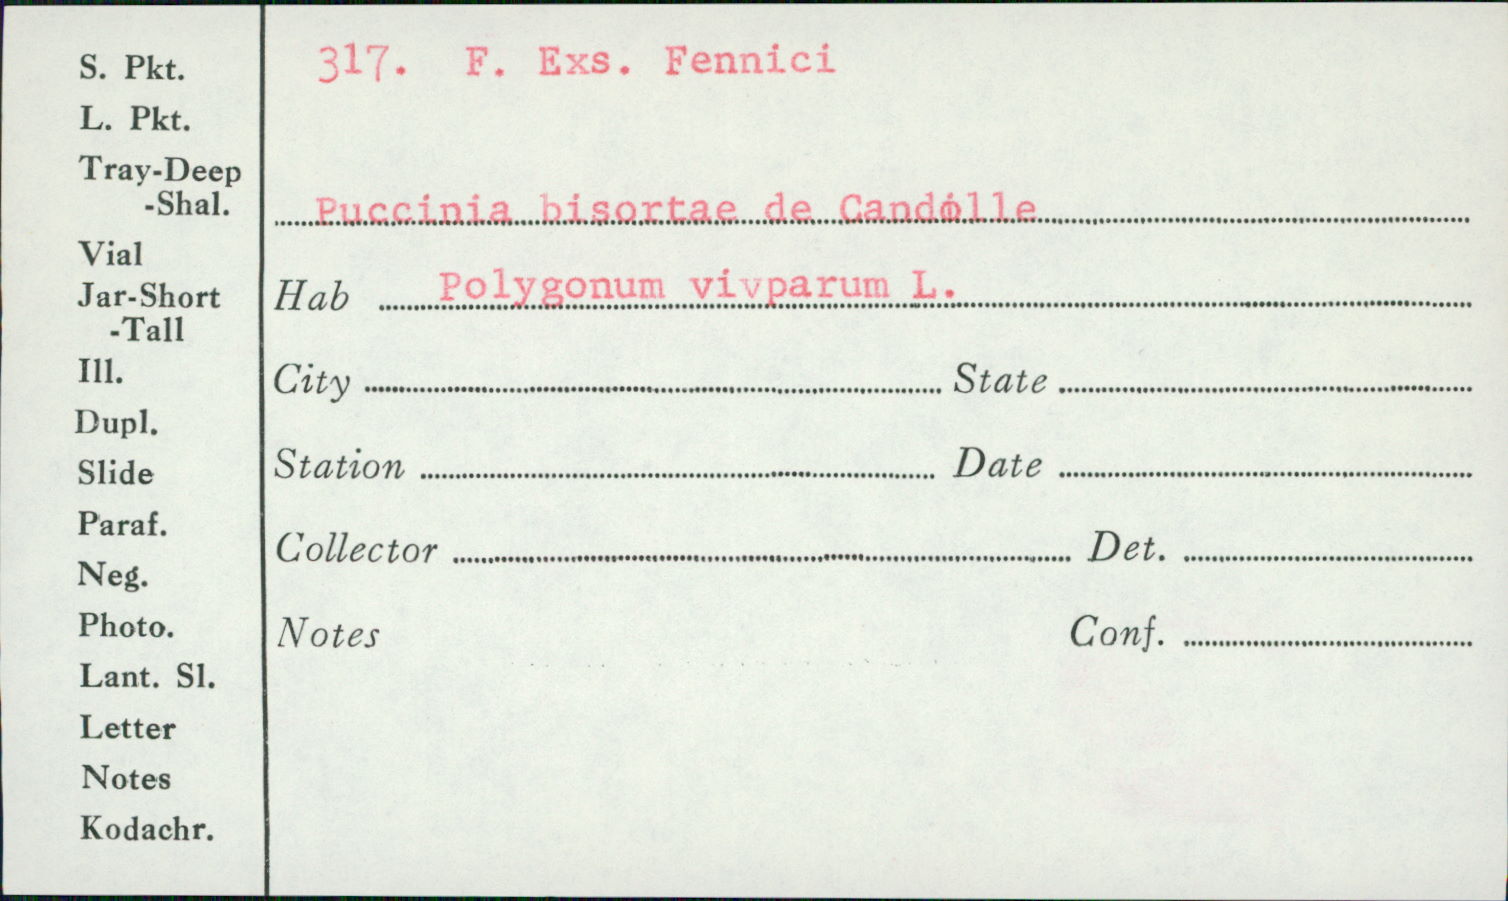 317. F. Exs. Fennici
Puccinia bisortae de Candolle
Hab Polygonum vivparum L.
City State
Station Date
Collector Det.
Notes Conf.
S. Pkt.
L. Pkt.
Tray-Deep
-Shal.
Vial
Jar-Short
-Tall
Ill.
Dupl.
Slide
Paraf.
Neg.
Photo.
Lant. Sl.
Letter
Notes
Kodachr.